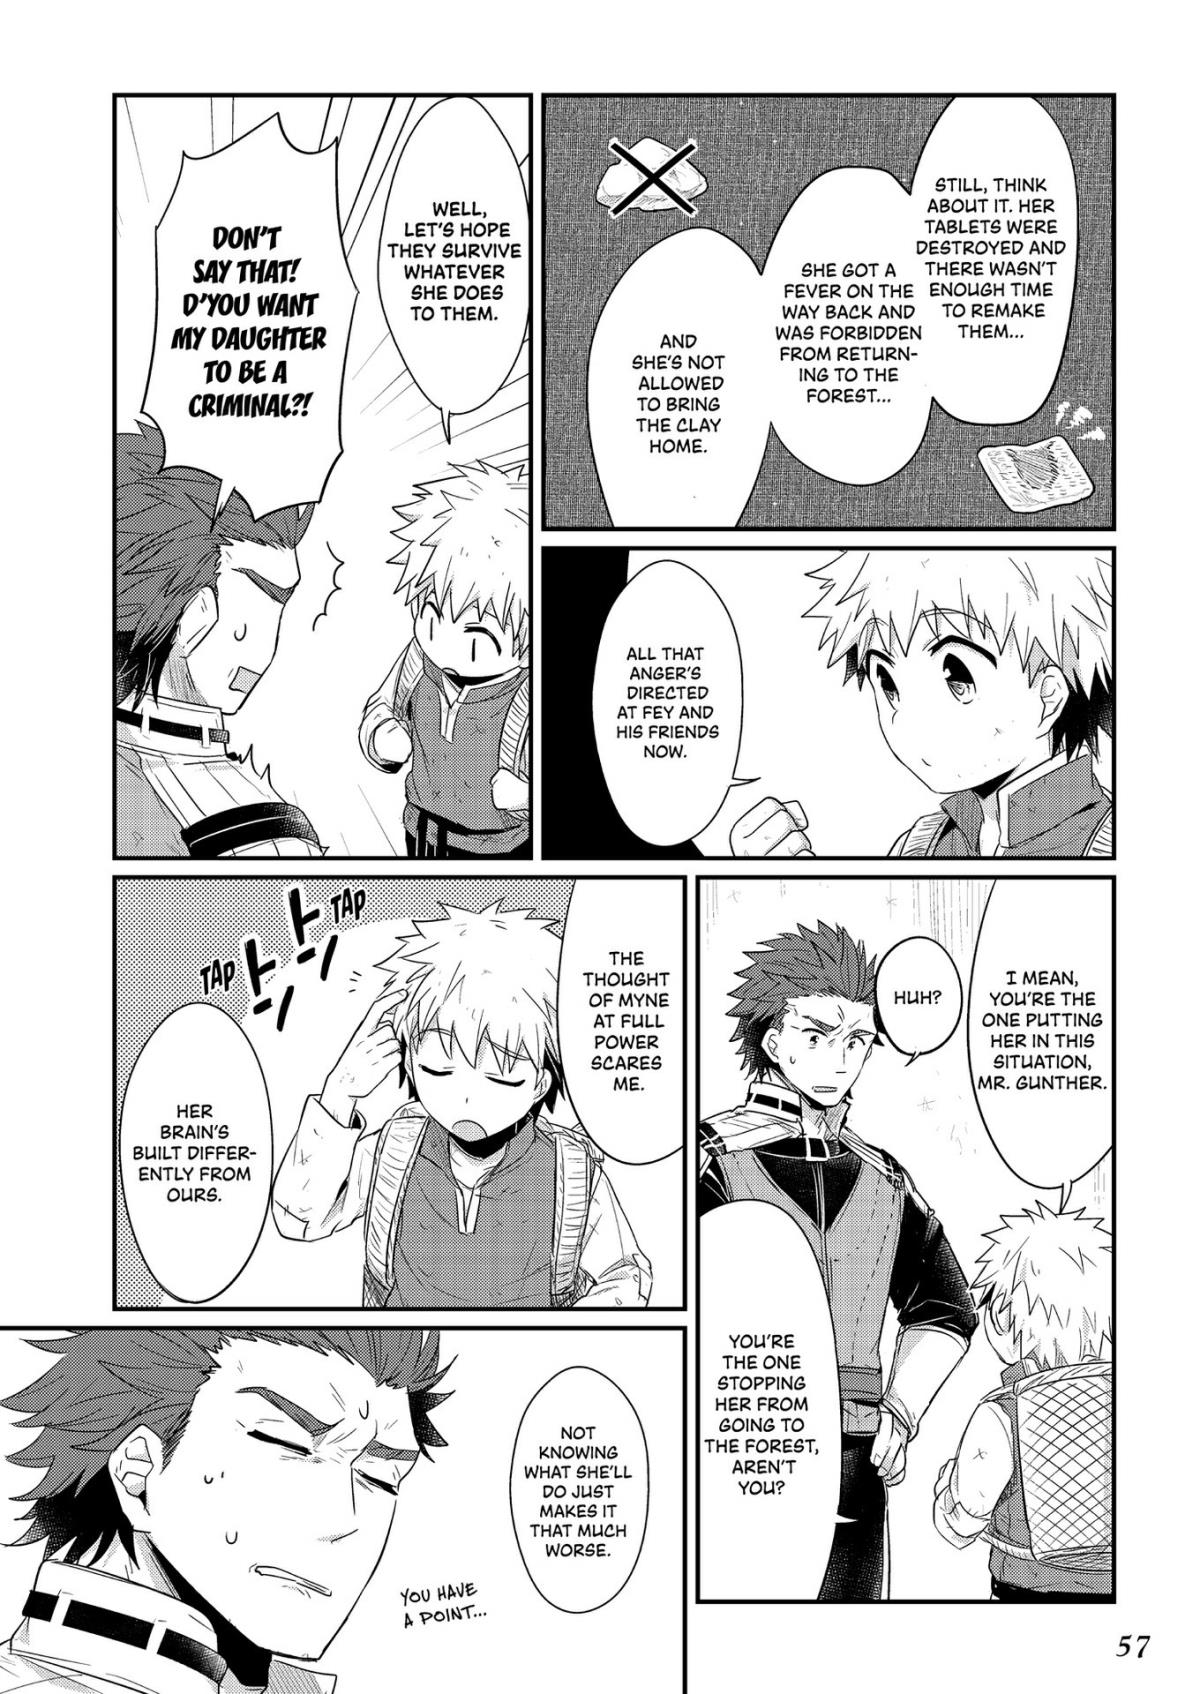 STILL, THINK
ABOUT IT. HER
TABLETS WERE
DESTROYED AND
THERE WASN'T
ENOUGH TIME
TO REMAKE
THEM...
SHE GOT A
FEVER ON THE
WAY BACK AND
WAS FORBIDDEN
FROM RETURN-
ING TO THE
FOREST...
AND
SHE'S NOT
ALLOWED
TO BRING
THE CLAY
HOME.
ALL THAT
ANGER'S
DIRECTED
AT FEY AND
HIS FRIENDS
NOW.
WELL,
LET'S HOPE
THEY SURVIVE
WHATEVER
SHE DOES
TO THEM.
DON'T
SAY THAT!
D'YOU WANT
MY DAUGHTER
TO BE A
CRIMINAL?!
I MEAN,
YOU'RE THE
ONE PUTTING
HER IN THIS
SITUATION,
MR. GUNTHER.
HUH?
YOU'RE
THE ONE
STOPPING
HER FROM
GOING TO
THE FOREST,
AREN'T
YOU?
THE
THOUGHT
OF MYNE
AT FULL
POWER
SCARES
ME.
トン TAP
トン TAP
HER
BRAIN'S
BUILT DIFFER-
ENTLY FROM
OURS.
NOT
KNOWING
WHAT SHE'LL
DO JUST
MAKES IT
THAT MUCH
WORSE.
YOU HAVE
A POINT...
57